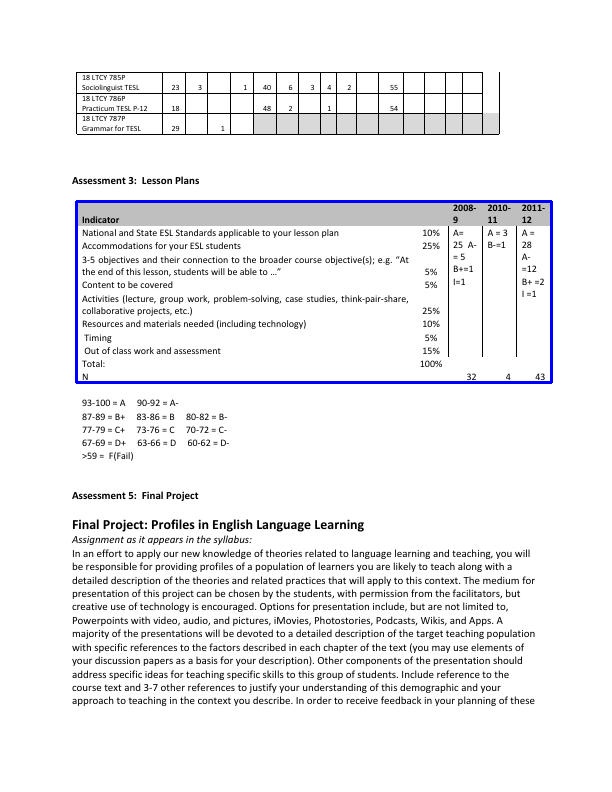 18 LTCY 785P
Sociolinguist TESL 23 3 1 40 6 3 4 2 55
18 LTCY 786P
Practicum TESL P-12 18 48 2 1 54
18 LTCY 787P
Grammar for TESL 29 1
Assessment 3: Lesson Plans
Indicator 2008-9 2010-11 2011-12
National and State ESL Standards applicable to your lesson plan 10% A= A = 3 A =
Accommodations for your ESL students 25% 25 A- B-=1 28
= 5 A-
3-5 objectives and their connection to the broader course objective(s); e.g. “At B+=1 =12
the end of this lesson, students will be able to …” 5% I=1 B+ =2
Content to be covered 5% I =1
Activities (lecture, group work, problem-solving, case studies, think-pair-share,
collaborative projects, etc.) 25%
Resources and materials needed (including technology) 10%
Timing 5%
Out of class work and assessment 15%
Total: 100%
N 32 4 43
93-100 = A 90-92 = A-
87-89 = B+ 83-86 = B 80-82 = B-
77-79 = C+ 73-76 = C 70-72 = C-
67-69 = D+ 63-66 = D 60-62 = D-
>59 = F(Fail)
Assessment 5: Final Project
Final Project: Profiles in English Language Learning
Assignment as it appears in the syllabus:
In an effort to apply our new knowledge of theories related to language learning and teaching, you will
be responsible for providing profiles of a population of learners you are likely to teach along with a
detailed description of the theories and related practices that will apply to this context. The medium for
presentation of this project can be chosen by the students, with permission from the facilitators, but
creative use of technology is encouraged. Options for presentation include, but are not limited to,
Powerpoints with video, audio, and pictures, iMovies, Photostories, Podcasts, Wikis, and Apps. A
majority of the presentations will be devoted to a detailed description of the target teaching population
with specific references to the factors described in each chapter of the text (you may use elements of
your discussion papers as a basis for your description). Other components of the presentation should
address specific ideas for teaching specific skills to this group of students. Include reference to the
course text and 3-7 other references to justify your understanding of this demographic and your
approach to teaching in the context you describe. In order to receive feedback in your planning of these